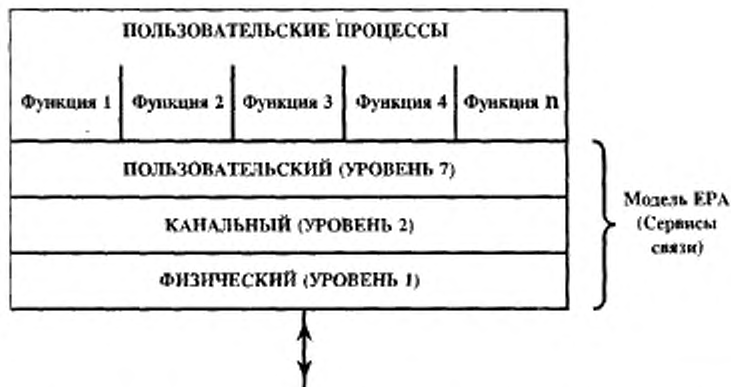 ПОЛЬЗОВАТЕЛЬСКИЕ ПРОЦЕССЫ
Функция 1 Функция 2 Функция 3 Функция 4 Функция n
ПОЛЬЗОВАТЕЛЬСКИЙ (УРОВЕНЬ 7)
КАНАЛЬНЫЙ (УРОВЕНЬ 2)
ФИЗИЧЕСКИЙ (УРОВЕНЬ 1)
Модель EPA
(Сервисы
связи)